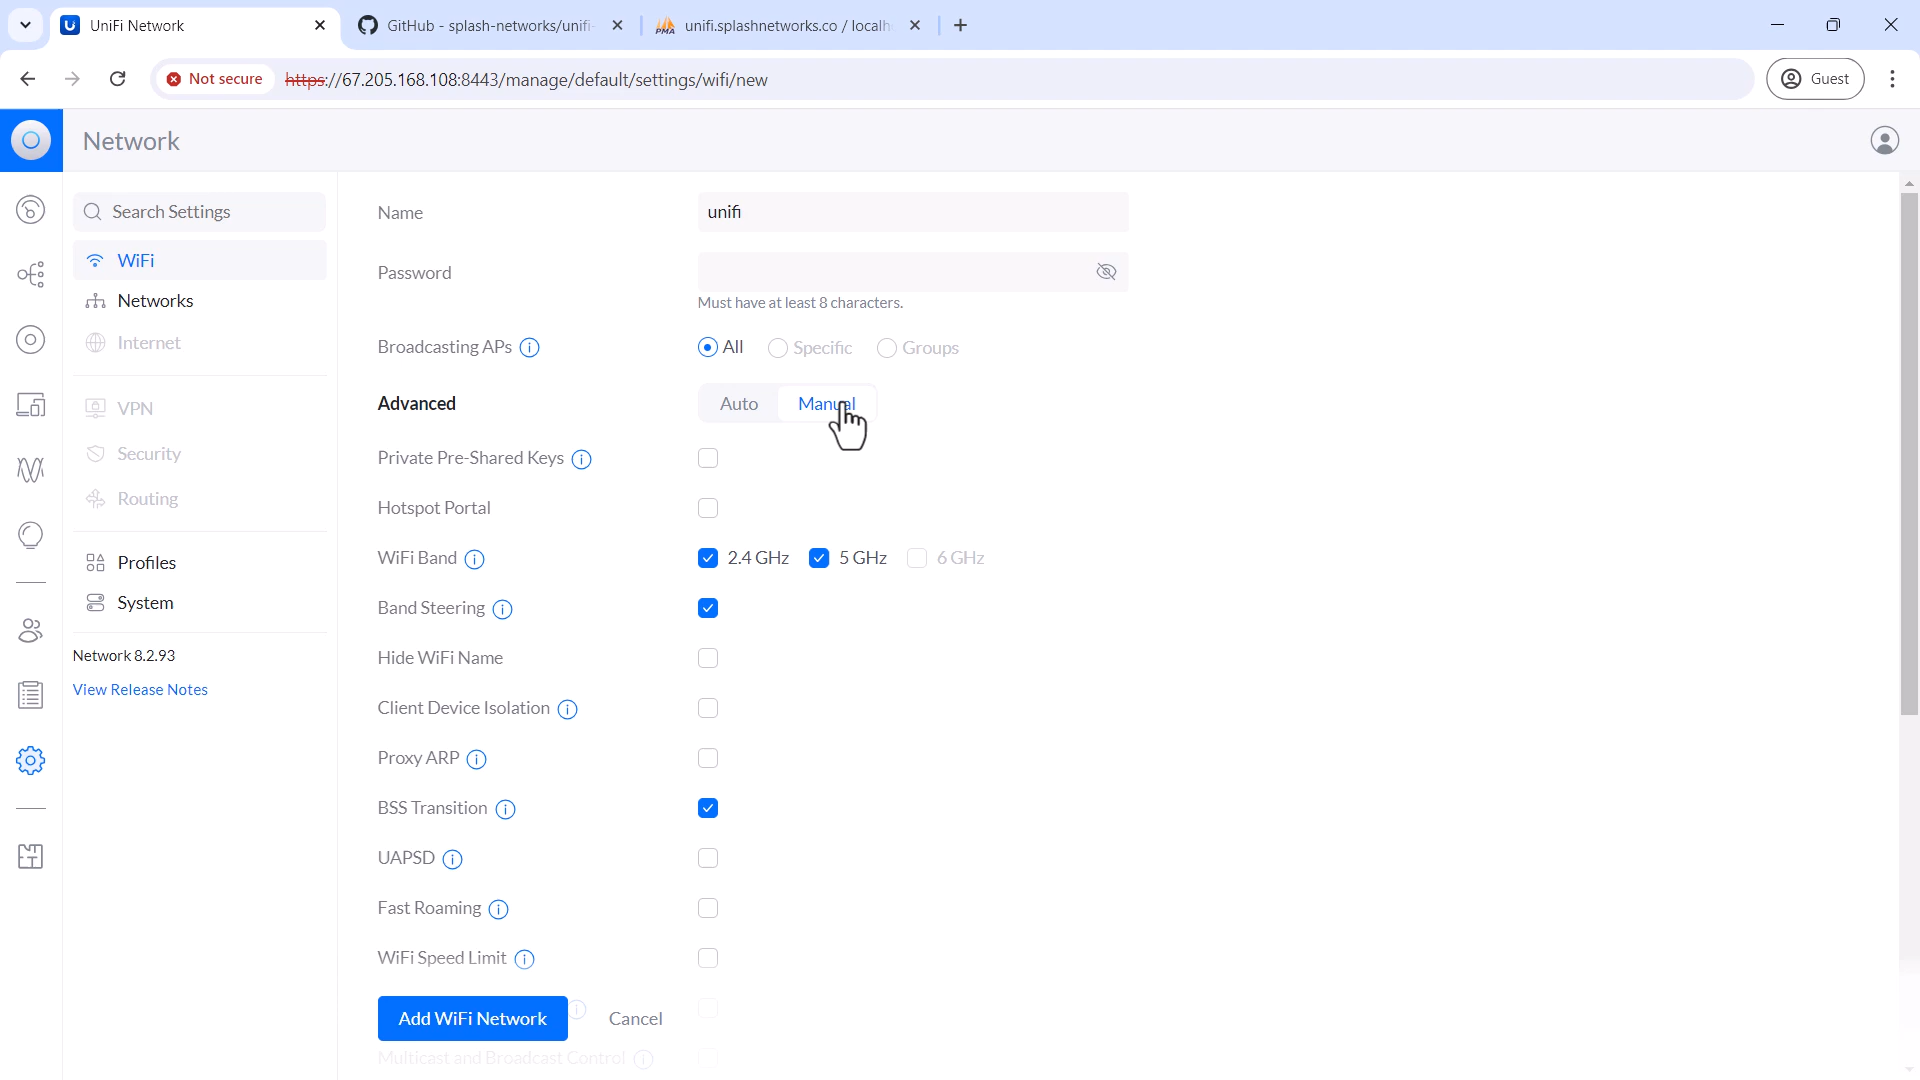 UniFi Network
GitHub - splash-networks/unifi-
PMA
unifi.splashnetworks.co / localh
Not secure
https://67.205.168.108:8443/manage/default/settings/wifi/new
Guest
Network
Search Settings
WiFi
Networks
Internet
VPN
Security
Routing
Profiles
System
Network 8.2.93
View Release Notes
Name
unifi
Password
Must have at least 8 characters.
Broadcasting APs
All
Specific
Groups
Advanced
Auto
Manual
Private Pre-Shared Keys
Hotspot Portal
WiFi Band
2.4 GHz
5 GHz
6 GHz
Band Steering
Hide WiFi Name
Client Device Isolation
Proxy ARP
BSS Transition
UAPSD
Fast Roaming
WiFi Speed Limit
Add WiFi Network
Cancel
Multicast and Broadcast Control